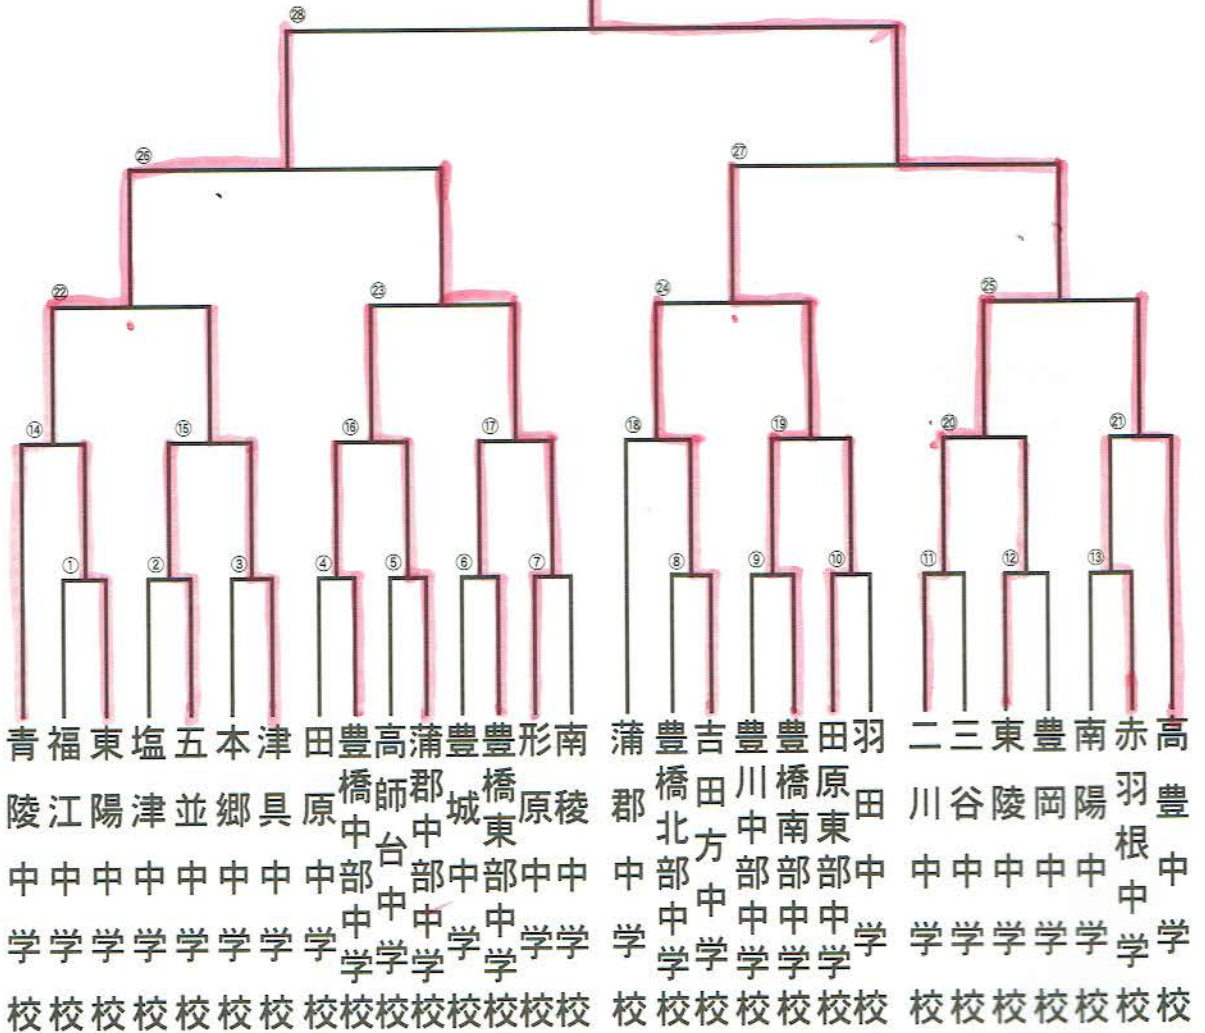 ㉘
㉖
㉗
㉒
㉓
㉔
㉕
⑭
⑮
⑯
⑰
⑱
⑲
⑳
㉑
①
②
③
④
⑤
⑥
⑦
⑧
⑨
⑩
⑪
⑫
⑬
青陵中学校
福江中学校
東陽中学校
塩津中学校
五並中学校
本郷中学校
津具中学校
田原中学校
豊橋中部中学校
高師台中学校
蒲郡中部中学校
豊城中学校
豊橋東部中学校
形原中学校
南稜中学校
蒲郡中学校
豊橋北部中学校
吉田方中学校
豊川中部中学校
豊橋南部中学校
田原東部中学校
羽田中学校
二川中学校
三谷中学校
東陵中学校
豊岡中学校
南陽中学校
赤羽根中学校
高豊中学校